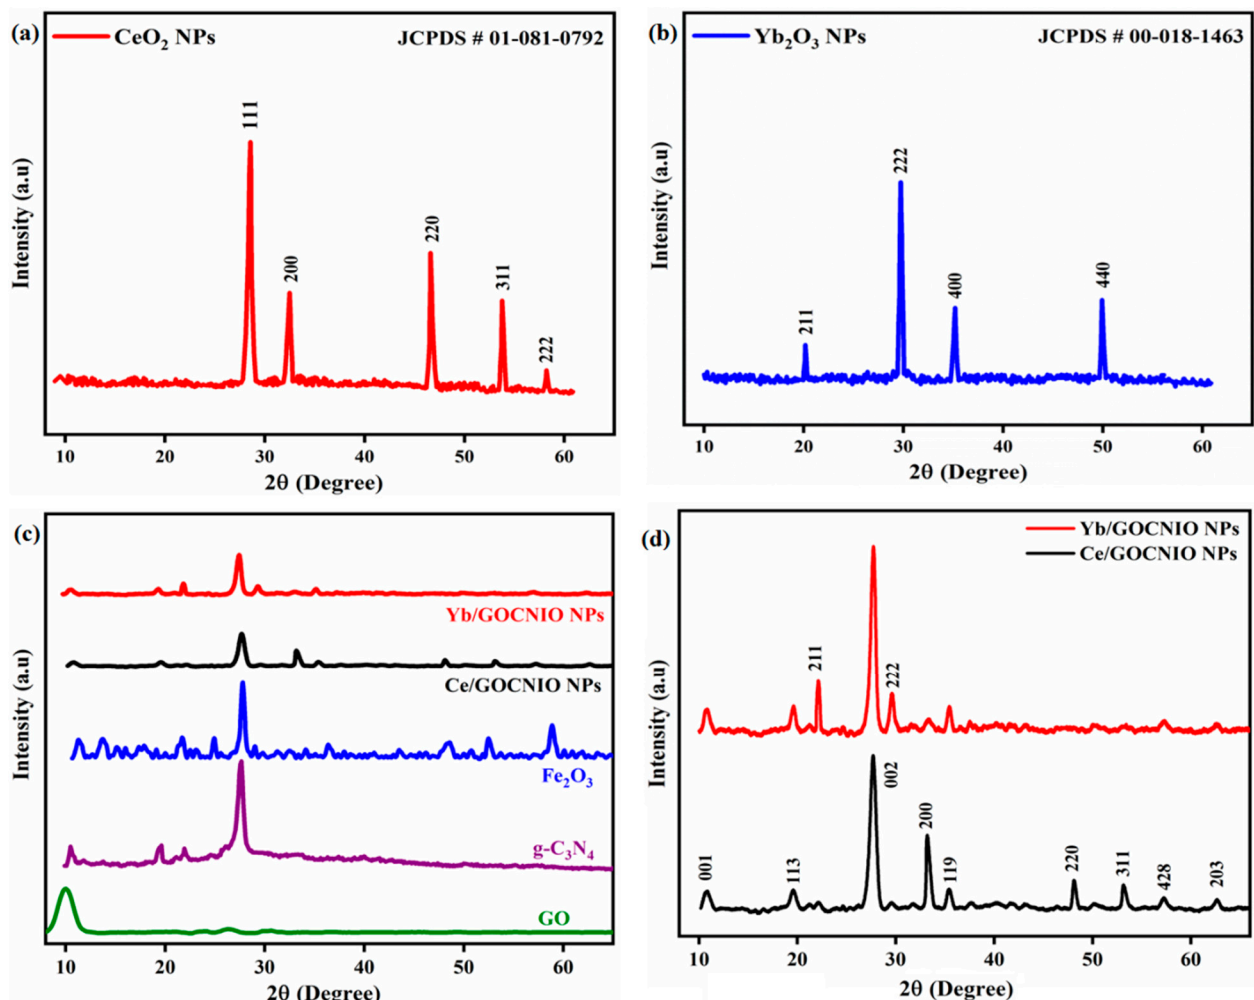 (a)
CeO₂ NPs
JCPDS # 01-081-0792
111
200
220
311
222
Intensity (a.u)
10 20 30 40 50 60
2θ (Degree)
(b)
Yb₂O₃ NPs
JCPDS # 00-018-1463
211
222
400
440
Intensity (a.u)
10 20 30 40 50 60
2θ (Degree)
(c)
Yb/GOCNIO NPs
Ce/GOCNIO NPs
Fe₂O₃
g-C₃N₄
GO
Intensity (a.u)
10 20 30 40 50 60
2θ (Degree)
(d)
Yb/GOCNIO NPs
Ce/GOCNIO NPs
211
222
001
113
002
200
119
220
311
428
203
Intensity (a.u)
10 20 30 40 50 60
2θ (Degree)